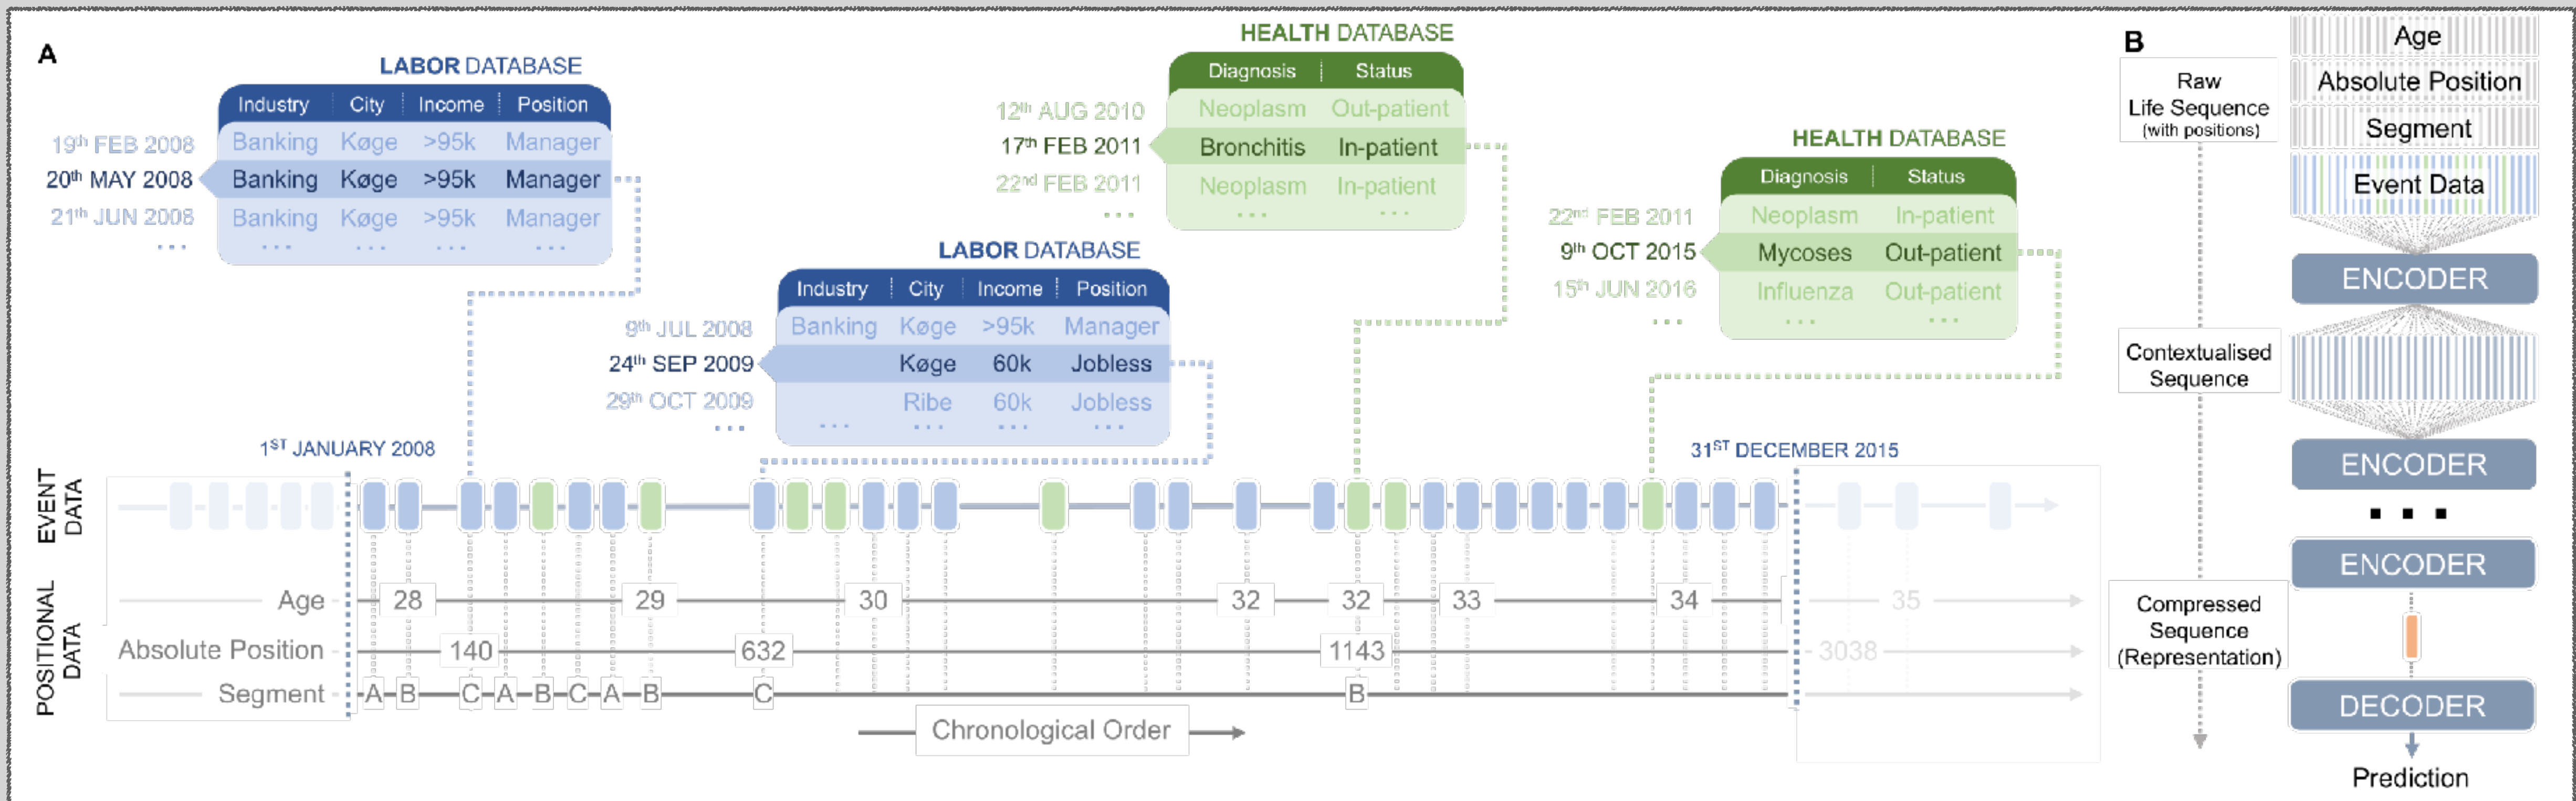 A
LABOR DATABASE
Industry City Income Position
19th FEB 2008 Banking Køge >95k Manager
20th MAY 2008 Banking Køge >95k Manager
21th JUN 2008 Banking Køge >95k Manager
... ... ... ... ...
LABOR DATABASE
Industry City Income Position
9th JUL 2008 Banking Køge >95k Manager
24th SEP 2009 Køge 60k Jobless
29th OCT 2009 Ribe 60k Jobless
... ... ... ... ...
HEALTH DATABASE
Diagnosis Status
12th AUG 2010 Neoplasm Out-patient
17th FEB 2011 Bronchitis In-patient
22nd FEB 2011 Neoplasm In-patient
... ... ...
HEALTH DATABASE
Diagnosis Status
22nd FEB 2011 Neoplasm In-patient
9th OCT 2015 Mycoses Out-patient
15th JUN 2016 Influenza Out-patient
... ... ...
1ST JANUARY 2008
31ST DECEMBER 2015
EVENT
DATA
POSITIONAL
DATA
Age 28 29 30 32 32 33 34 35
Absolute Position 140 632 1143 3038
Segment A B C A B C A B C B
Chronological Order
B
Raw
Life Sequence
(with positions)
Age
Absolute Position
Segment
Event Data
ENCODER
Contextualised
Sequence
ENCODER
...
ENCODER
Compressed
Sequence
(Representation)
DECODER
Prediction